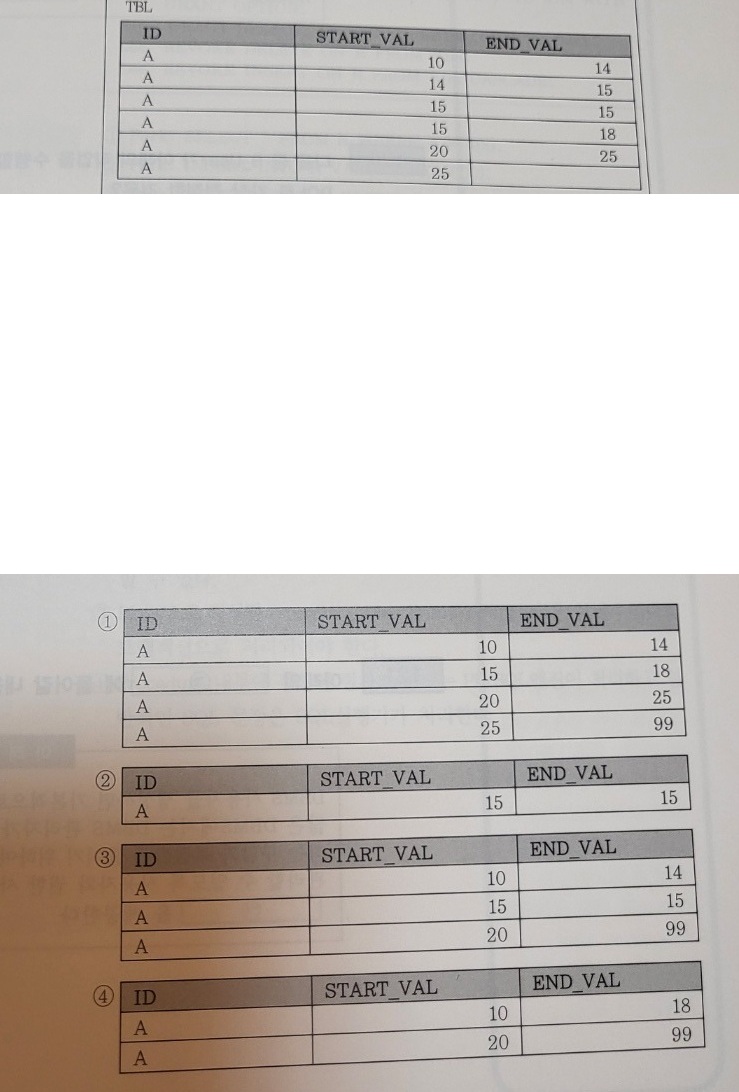 TBL
ID START_VAL END_VAL
A 10 14
A 14 15
A 15 15
A 15 18
A 20 25
A 25
① ID START_VAL END_VAL
A 10 14
A 15 18
A 20 25
A 25 99
② ID START_VAL END_VAL
A 15 15
③ ID START_VAL END_VAL
A 10 14
A 15 15
A 20 99
④ ID START_VAL END_VAL
A 10 18
A 20 99